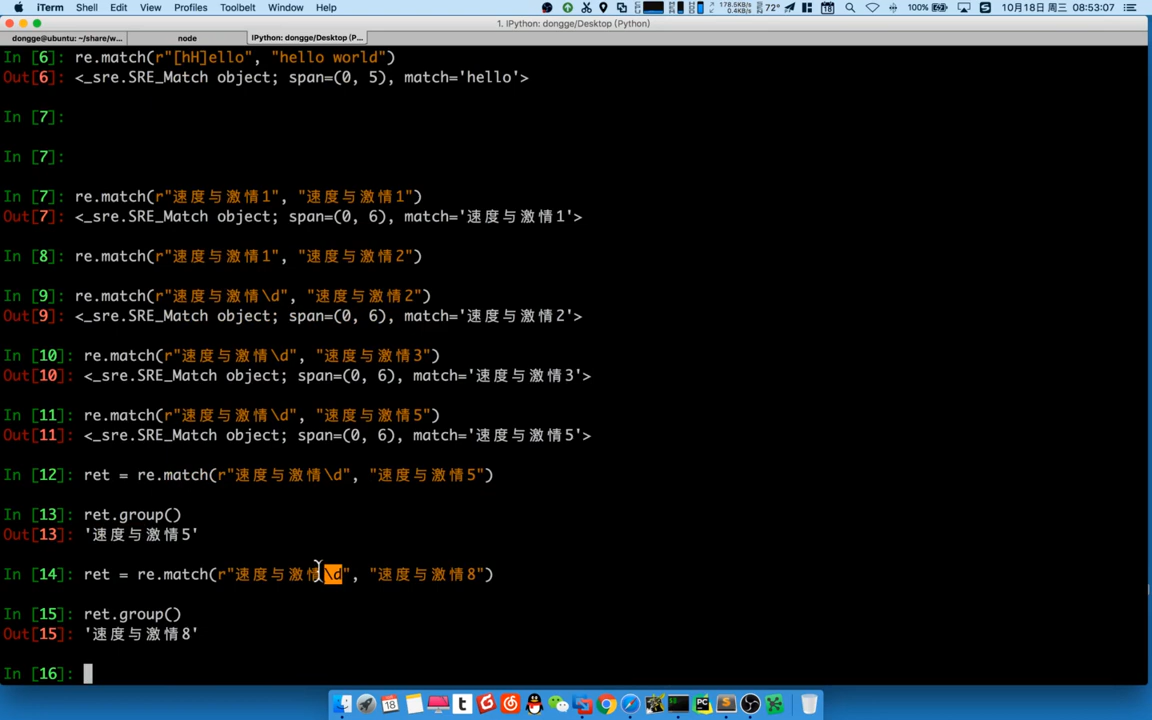 iTerm Shell Edit View Profiles Toolbelt Window Help 178.5KB/s 0.4KB/s 72° 18 100% 10月18日 周三 08:53:07
1. IPython: dongge/Desktop (Python)
dongge@ubuntu: ~/share/w... node IPython: dongge/Desktop (P...
In [6]: re.match(r"[hH]ello", "hello world")
Out[6]: <_sre.SRE_Match object; span=(0, 5), match='hello'>
In [7]:
In [7]:
In [7]: re.match(r"速度与激情1", "速度与激情1")
Out[7]: <_sre.SRE_Match object; span=(0, 6), match='速度与激情1'>
In [8]: re.match(r"速度与激情1", "速度与激情2")
In [9]: re.match(r"速度与激情\d", "速度与激情2")
Out[9]: <_sre.SRE_Match object; span=(0, 6), match='速度与激情2'>
In [10]: re.match(r"速度与激情\d", "速度与激情3")
Out[10]: <_sre.SRE_Match object; span=(0, 6), match='速度与激情3'>
In [11]: re.match(r"速度与激情\d", "速度与激情5")
Out[11]: <_sre.SRE_Match object; span=(0, 6), match='速度与激情5'>
In [12]: ret = re.match(r"速度与激情\d", "速度与激情5")
In [13]: ret.group()
Out[13]: '速度与激情5'
In [14]: ret = re.match(r"速度与激情\d", "速度与激情8")
In [15]: ret.group()
Out[15]: '速度与激情8'
In [16]: